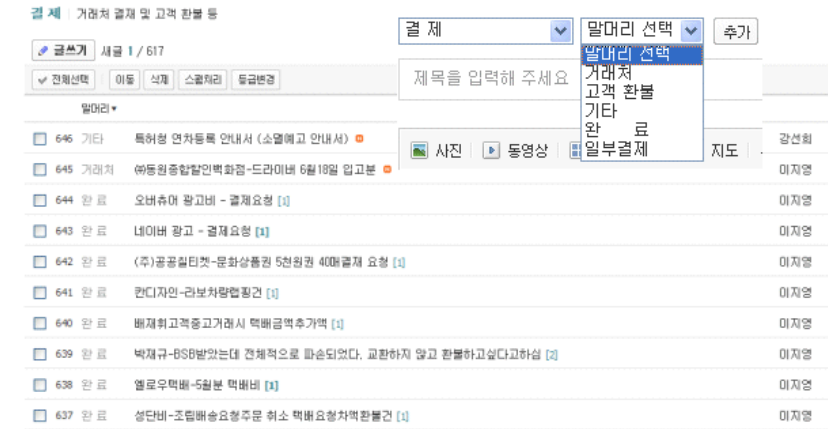 결 제 거래처 결재 및 고객 환불 등
글쓰기 새글 1 / 617
전체선택 이동 삭제 스팸처리 등급변경
말머리
결 제 말머리 선택 추가
말머리 선택
거래처
고객 환불
기타
완 료
일부결제
제목을 입력해 주세요
사진 동영상 지도
646 기타 특허청 연차등록 안내서 (소멸예고 안내서) 강선희
645 거래처 ㈜동원종합할인백화점-드라이버 6월18일 입고분 이지영
644 완 료 오버츄어 광고비 - 결제요청 [1] 이지영
643 완 료 네이버 광고 - 결제요청 [1] 이지영
642 완 료 (주)공공칠티켓-문화상품권 5천원권 40매결재 요청 [1] 이지영
641 완 료 칸디자인-라보차량랩핑건 [1] 이지영
640 완 료 배재휘고객중고거래시 택배금액추가액 [1] 이지영
639 완 료 박재규-BSB받았는데 전체적으로 파손되었다. 교환하지 않고 환불하고싶다고하심 [2] 이지영
638 완 료 옐로우택배-5월분 택배비 [1] 이지영
637 완 료 성단비-조립배송요청주문 취소 택배요청차액환불건 [1] 이지영